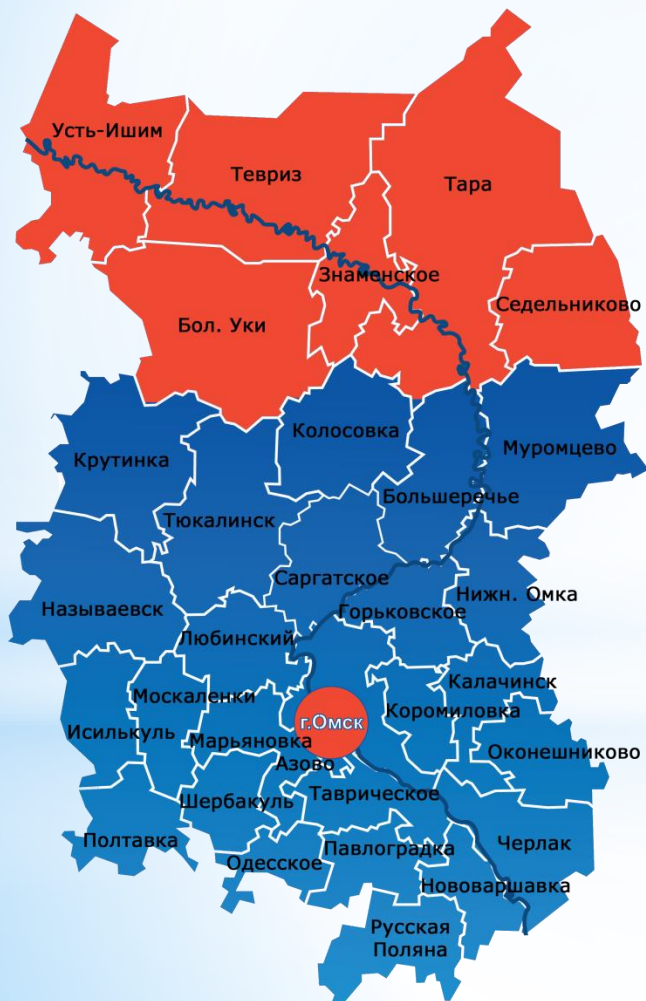 Усть-Ишим
Тевриз
Тара
Знаменское
Седельниково
Бол. Уки
Колосовка
Муромцево
Крутинка
Большеречье
Тюкалинск
Саргатское
Нижн. Омка
Называевск
Горьковское
Любинский
Калачинск
Москаленки
Коромиловка
г.Омск
Исилькуль
Марьяновка
Оконешниково
Азово
Таврическое
Шербакуль
Полтавка
Черлак
Павлоградка
Одесское
Нововаршавка
Русская
Поляна